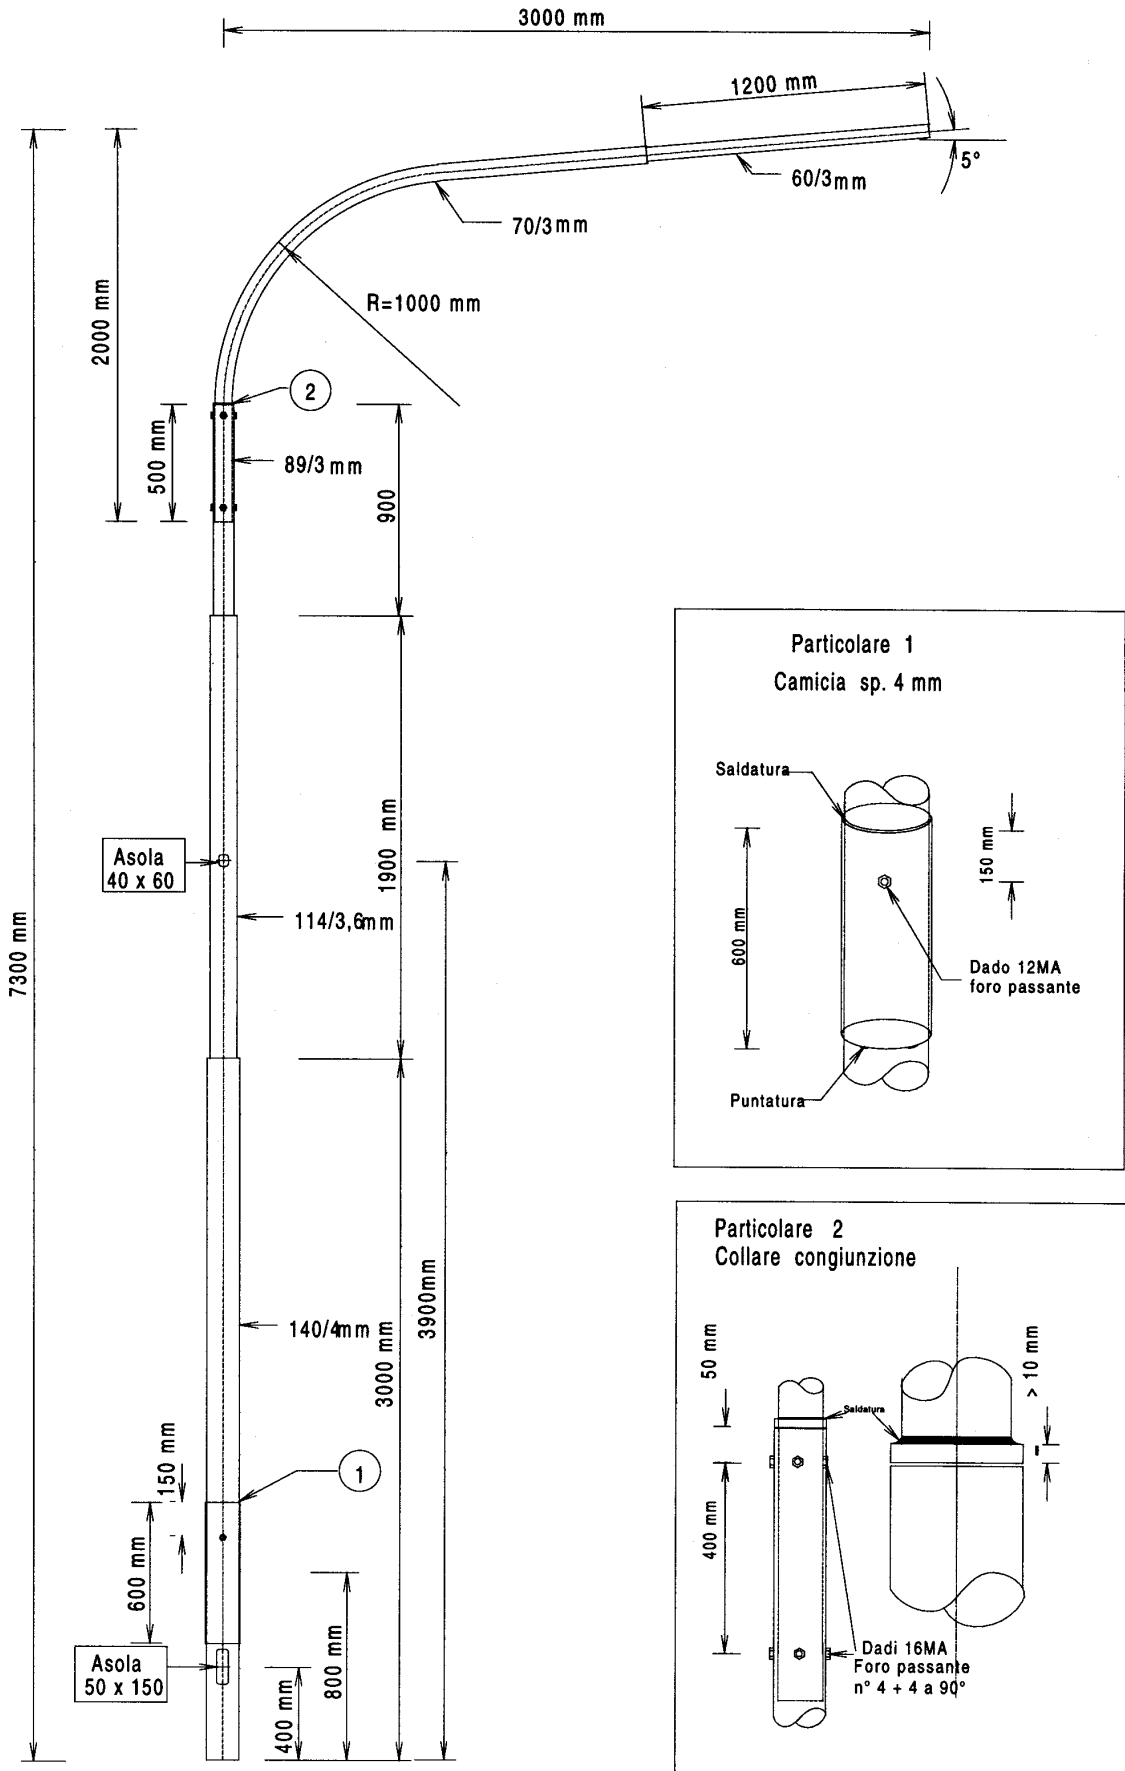 3000 mm
1200 mm
5°
60/3mm
70/3mm
R=1000 mm
2000 mm
2
500 mm
89/3 mm
900
7300 mm
Asola
40 x 60
1900 mm
114/3,6mm
3900mm
140/4mm
3000 mm
150 mm
1
600 mm
800 mm
Asola
50 x 150
400 mm
Particolare 1
Camicia sp. 4 mm
Saldatura
150 mm
600 mm
Dado 12MA
foro passante
Puntatura
Particolare 2
Collare congiunzione
50 mm
> 10 mm
Saldatura
400 mm
Dadi 16MA
Foro passante
n° 4 + 4 a 90°